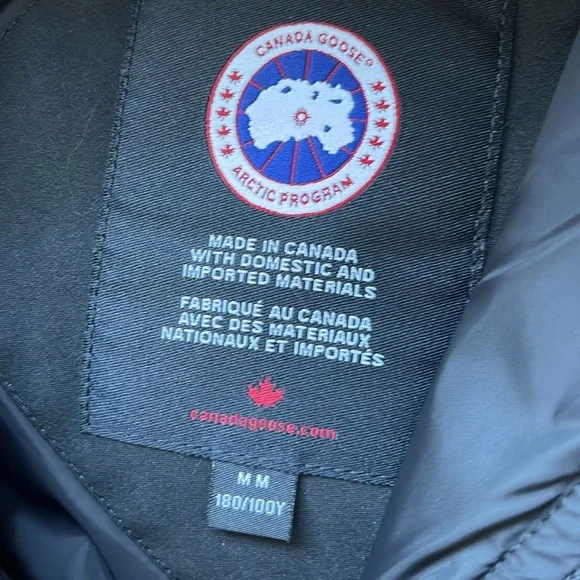 CANADA GOOSE®
ARCTIC PROGRAM
MADE IN CANADA
WITH DOMESTIC AND
IMPORTED MATERIALS
FABRIQUÉ AU CANADA
AVEC DES MATERIAUX
NATIONAUX ET IMPORTÉS
canadagoose.com
M M
180/100Y